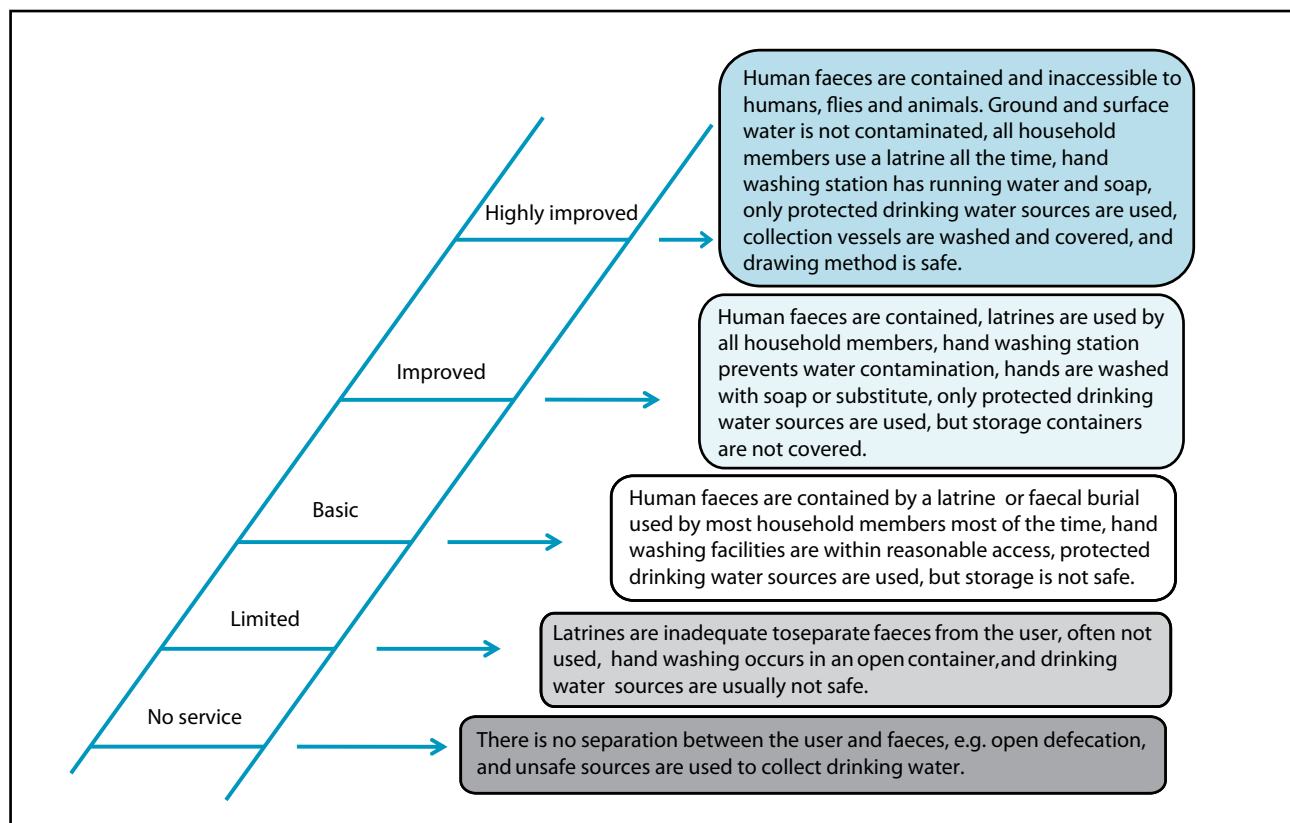 Highly improved
Human faeces are contained and inaccessible to
humans, flies and animals. Ground and surface
water is not contaminated, all household
members use a latrine all the time, hand
washing station has running water and soap,
only protected drinking water sources are used,
collection vessels are washed and covered, and
drawing method is safe.
Improved
Human faeces are contained, latrines are used by
all household members, hand washing station
prevents water contamination, hands are washed
with soap or substitute, only protected drinking
water sources are used, but storage containers
are not covered.
Basic
Human faeces are contained by a latrine or faecal burial
used by most household members most of the time, hand
washing facilities are within reasonable access, protected
drinking water sources are used, but storage is not safe.
Limited
Latrines are inadequate toseparate faeces from the user, often not
used, hand washing occurs in an open container, and drinking
water sources are usually not safe.
No service
There is no separation between the user and faeces, e.g. open defecation,
and unsafe sources are used to collect drinking water.